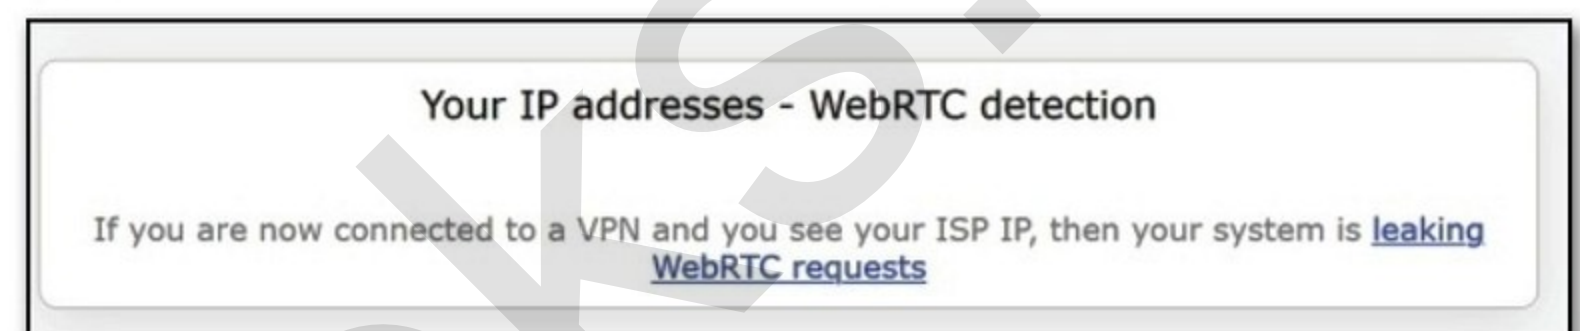 Your IP addresses - WebRTC detection
If you are now connected to a VPN and you see your ISP IP, then your system is leaking
WebRTC requests